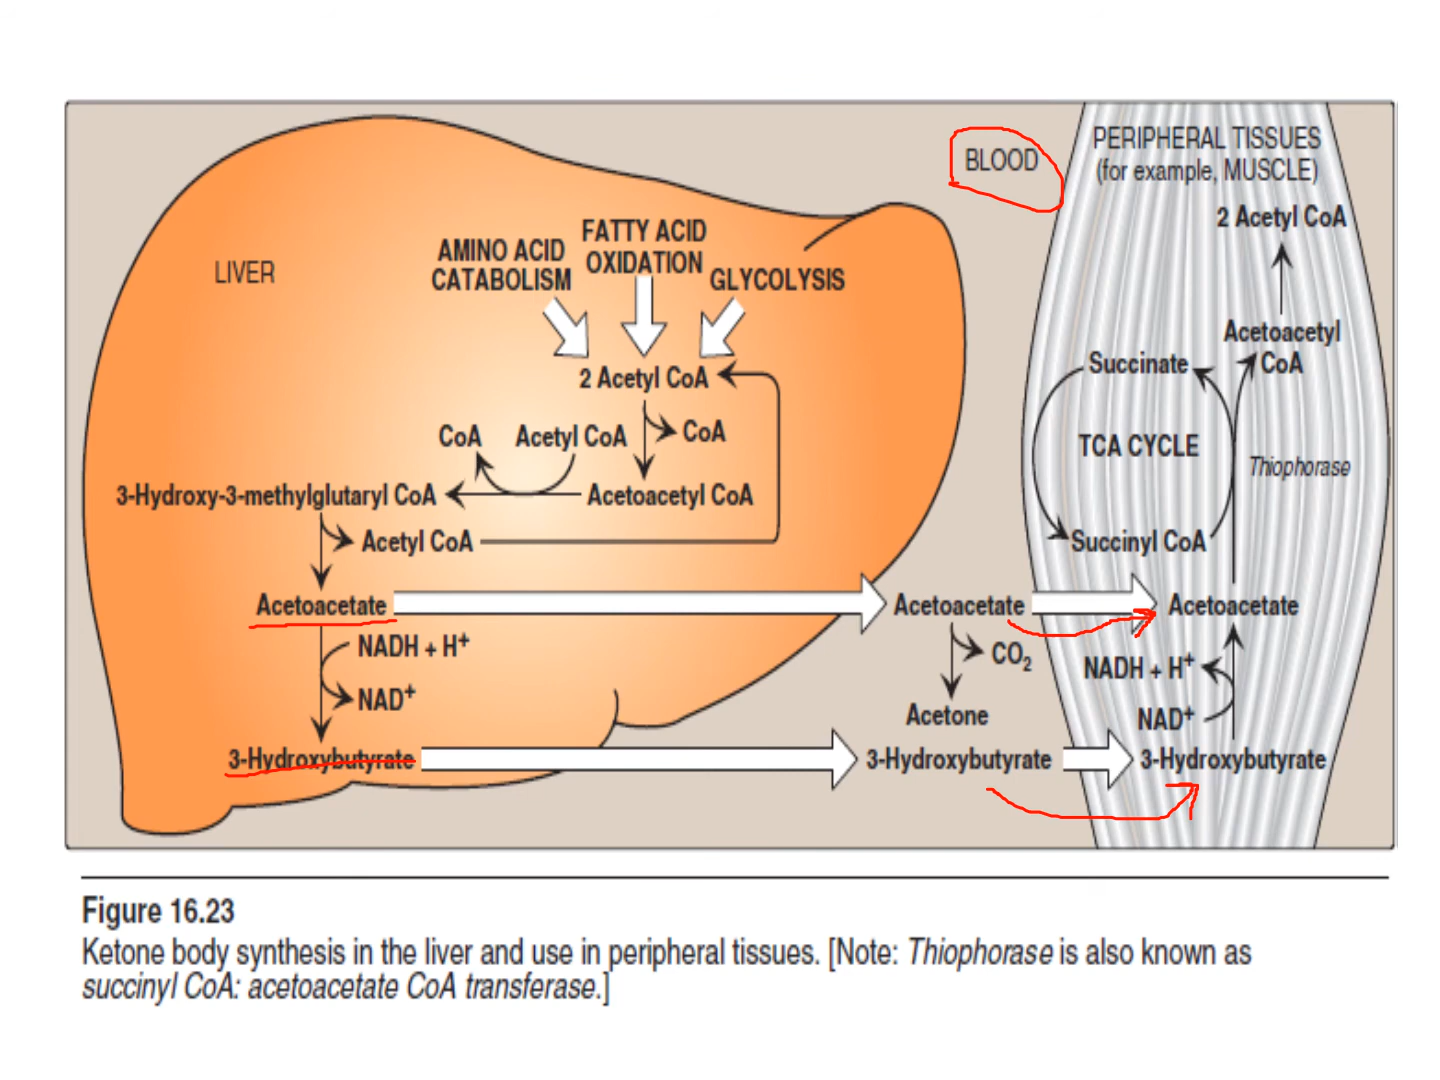 BLOOD
PERIPHERAL TISSUES
(for example, MUSCLE)
2 Acetyl CoA
FATTY ACID
OXIDATION
AMINO ACID
CATABOLISM
GLYCOLYSIS
LIVER
Acetoacetyl
CoA
Succinate
2 Acetyl CoA
CoA
CoA
Acetyl CoA
TCA CYCLE
Thiophorase
3-Hydroxy-3-methylglutaryl CoA
Acetoacetyl CoA
Acetyl CoA
Succinyl CoA
Acetoacetate
Acetoacetate
Acetoacetate
NADH + H+
CO2
NADH + H+
NAD+
Acetone
NAD+
3-Hydroxybutyrate
3-Hydroxybutyrate
3-Hydroxybutyrate
Figure 16.23
Ketone body synthesis in the liver and use in peripheral tissues. [Note: Thiophorase is also known as
succinyl CoA: acetoacetate CoA transferase.]